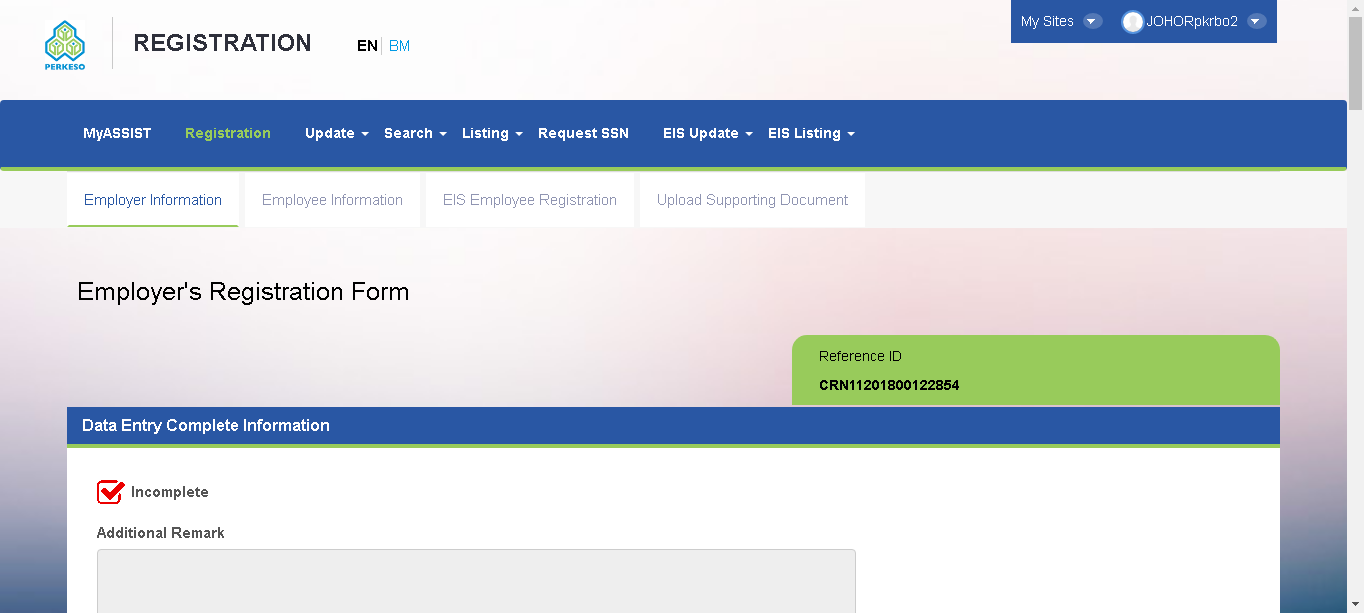 My Sites JOHORpkrbo2
PERKESO
REGISTRATION EN BM
MyASSIST Registration Update Search Listing Request SSN EIS Update EIS Listing
Employer Information Employee Information EIS Employee Registration Upload Supporting Document
Employer's Registration Form
Reference ID
CRN11201800122854
Data Entry Complete Information
Incomplete
Additional Remark